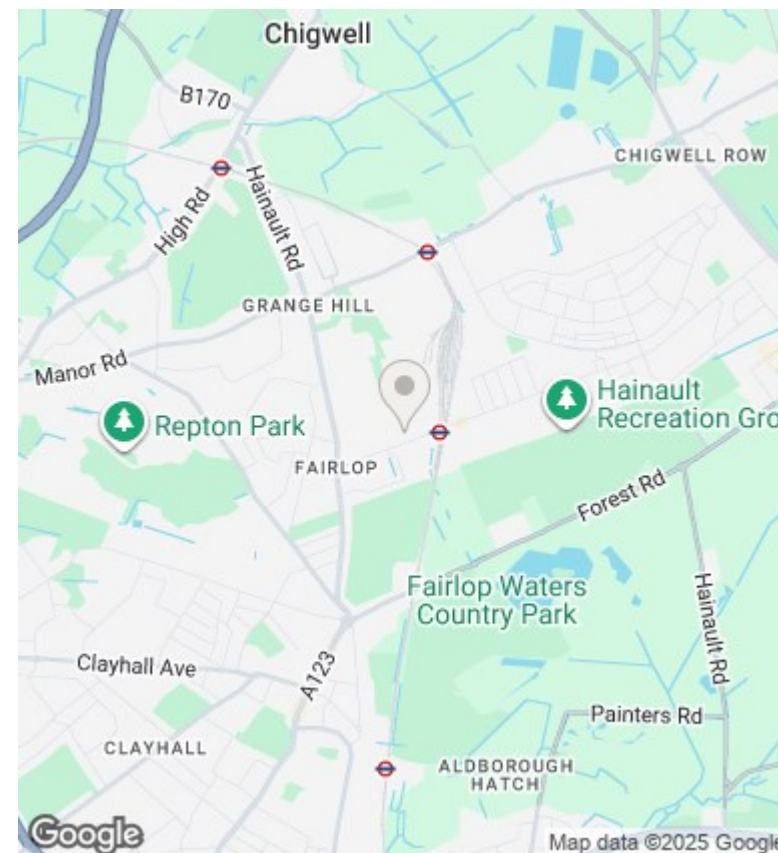 Chigwell
B170
CHIGWELL ROW
High Rd
Hainault Rd
GRANGE HILL
Manor Rd
Hainault
Recreation Gro
Repton Park
FAIRLOP
Forest Rd
Fairlop Waters
Country Park
Hainault Rd
Clayhall Ave
A123
Painters Rd
CLAYHALL
ALDBOROUGH
HATCH
Google
Map data ©2025 Google